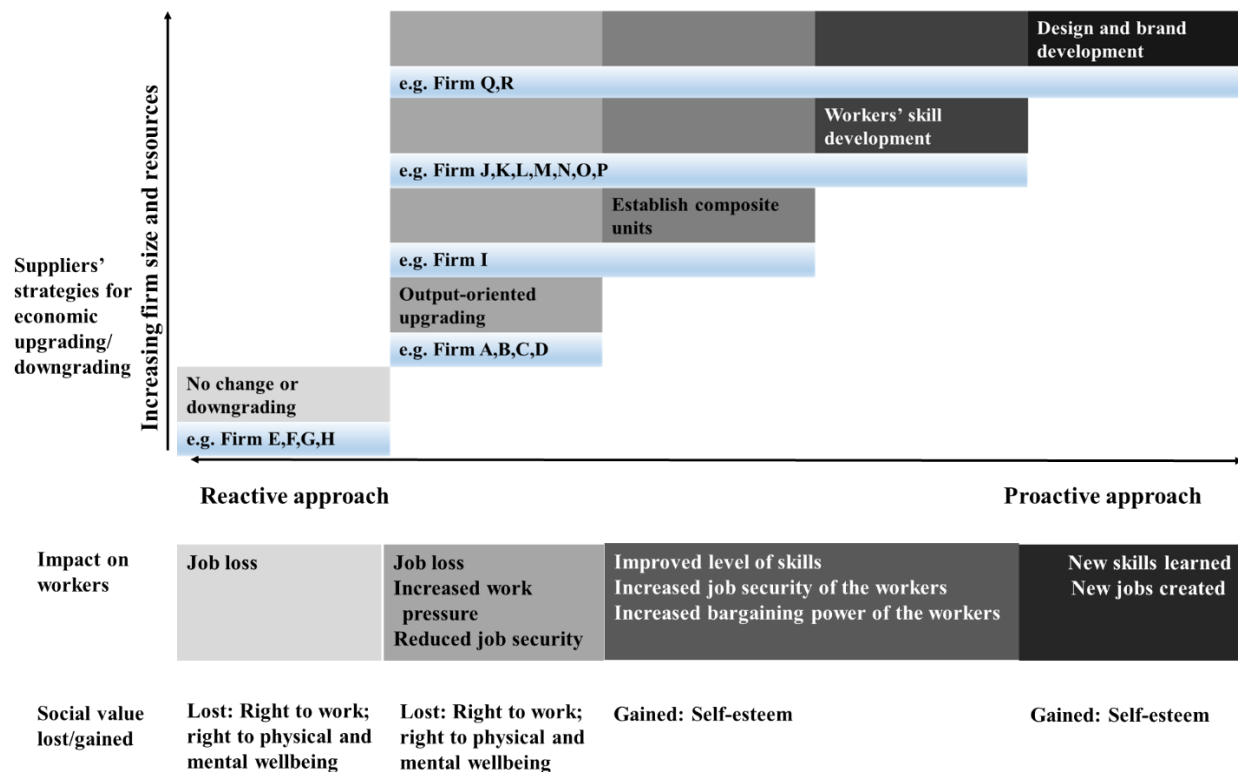 Design and brand
development
e.g. Firm Q,R
Workers' skill
development
e.g. Firm J,K,L,M,N,O,P
Establish composite
units
e.g. Firm I
Output-oriented
upgrading
e.g. Firm A,B,C,D
No change or
downgrading
e.g. Firm E,F,G,H
Suppliers'
strategies for
economic
upgrading/
downgrading
Increasing firm size and resources
Reactive approach
Proactive approach
Impact on
workers
Job loss
Job loss
Increased work
pressure
Reduced job security
Improved level of skills
Increased job security of the workers
Increased bargaining power of the workers
New skills learned
New jobs created
Social value
lost/gained
Lost: Right to work;
right to physical and
mental wellbeing
Lost: Right to work;
right to physical and
mental wellbeing
Gained: Self-esteem
Gained: Self-esteem